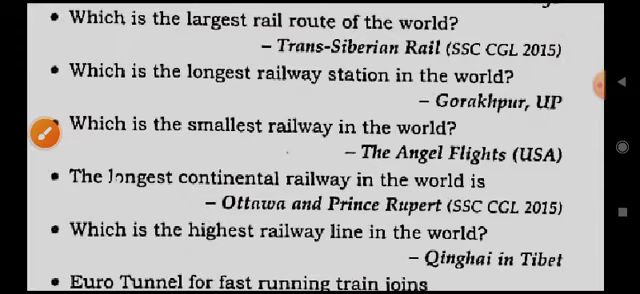 • Which is the largest rail route of the world?
– Trans-Siberian Rail (SSC CGL 2015)
• Which is the longest railway station in the world?
– Gorakhpur, UP
Which is the smallest railway in the world?
– The Angel Flights (USA)
• The longest continental railway in the world is
– Ottawa and Prince Rupert (SSC CGL 2015)
• Which is the highest railway line in the world?
– Qinghai in Tibet
• Euro Tunnel for fast running train joins